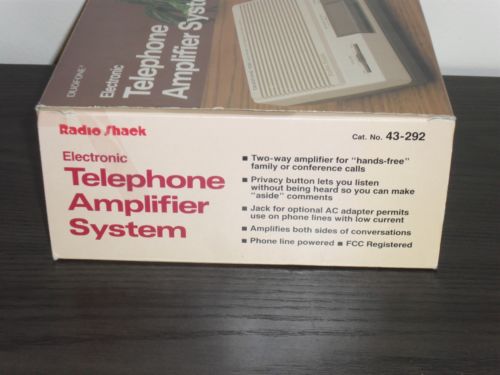 DUOFONE
Electronic
Telephone
Amplifier System
Radio Shack
Cat. No. 43-292
Electronic
Telephone
Amplifier
System
■ Two-way amplifier for "hands-free"
family or conference calls
■ Privacy button lets you listen
without being heard so you can make
"aside" comments
■ Jack for optional AC adapter permits
use on phone lines with low current
■ Amplifies both sides of conversations
■ Phone line powered ■ FCC Registered